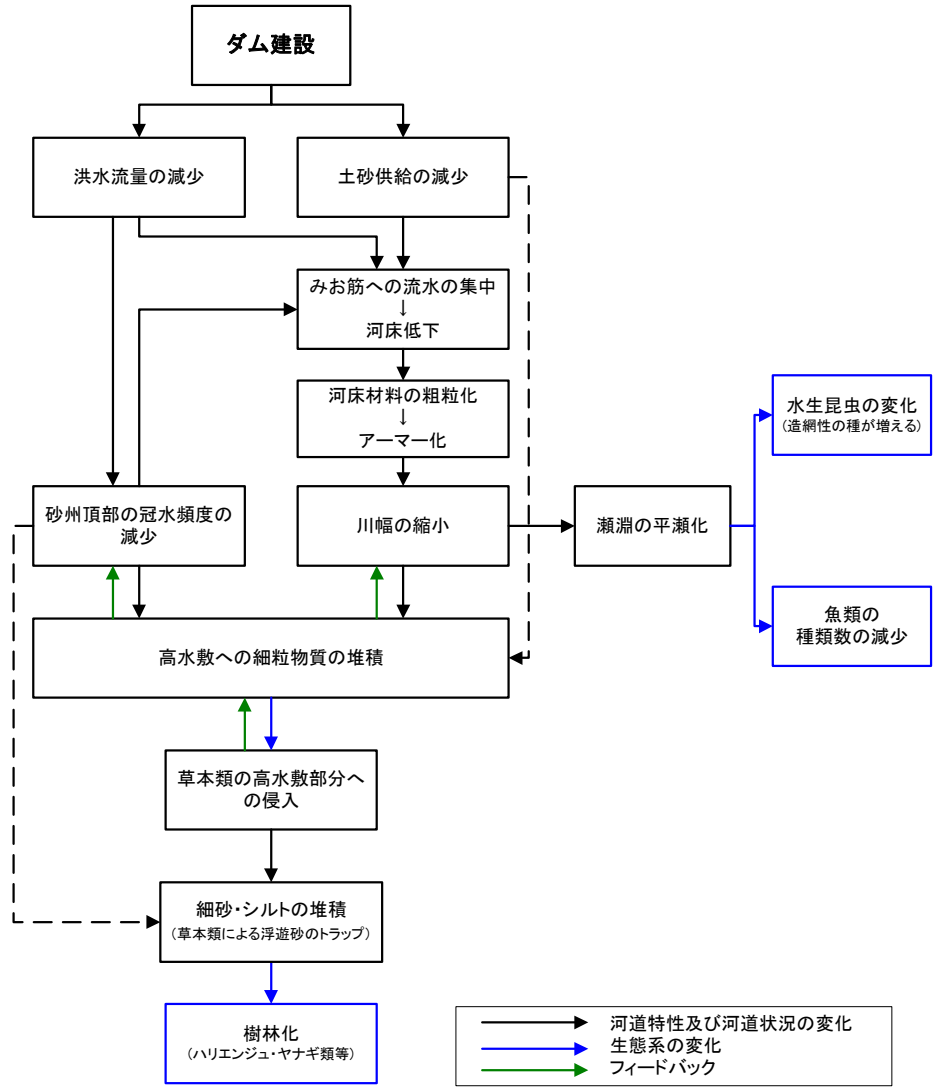 ダム建設
洪水流量の減少
土砂供給の減少
みお筋への流水の集中
↓
河床低下
河床材料の粗粒化
↓
アーマー化
水生昆虫の変化
(造網性の種が増える)
砂州頂部の冠水頻度の
減少
川幅の縮小
瀬淵の平瀬化
魚類の
種類数の減少
高水敷への細粒物質の堆積
草本類の高水敷部分へ
の侵入
細砂・シルトの堆積
(草本類による浮遊砂のトラップ)
樹林化
(ハリエンジュ・ヤナギ類等)
河道特性及び河道状況の変化
生態系の変化
フィードバック